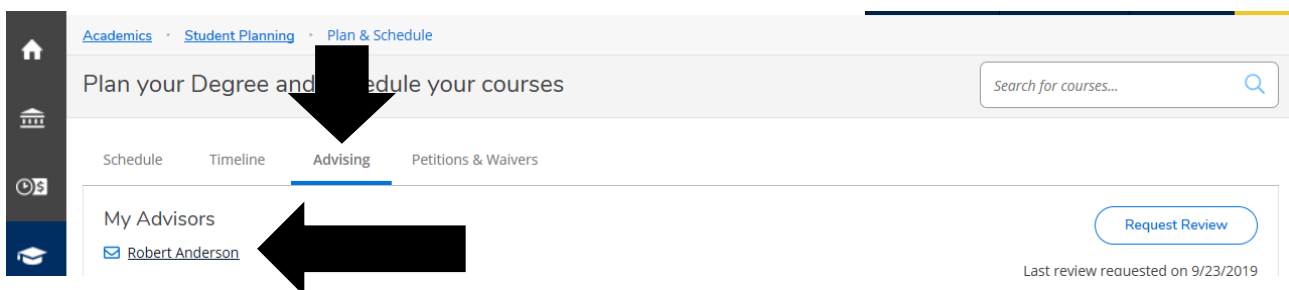 Academics · Student Planning · Plan & Schedule
Plan your Degree and edule your courses
Search for courses...
Schedule Timeline Advising Petitions & Waivers
My Advisors
Request Review
Robert Anderson
Last review requested on 9/23/2019